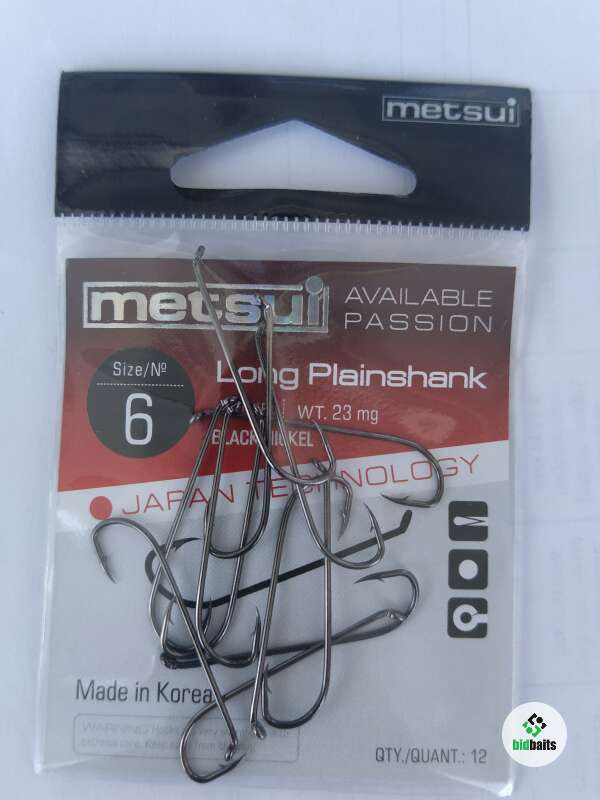 metsui
metsui
AVAILABLE
PASSION
Size/Nº
6
Long Plainshank
WT. 23 mg
BLACK NICKEL
JAPAN TECHNOLOGY
Made in Korea
WARNING
QTY./QUANT.: 12
bidbaits